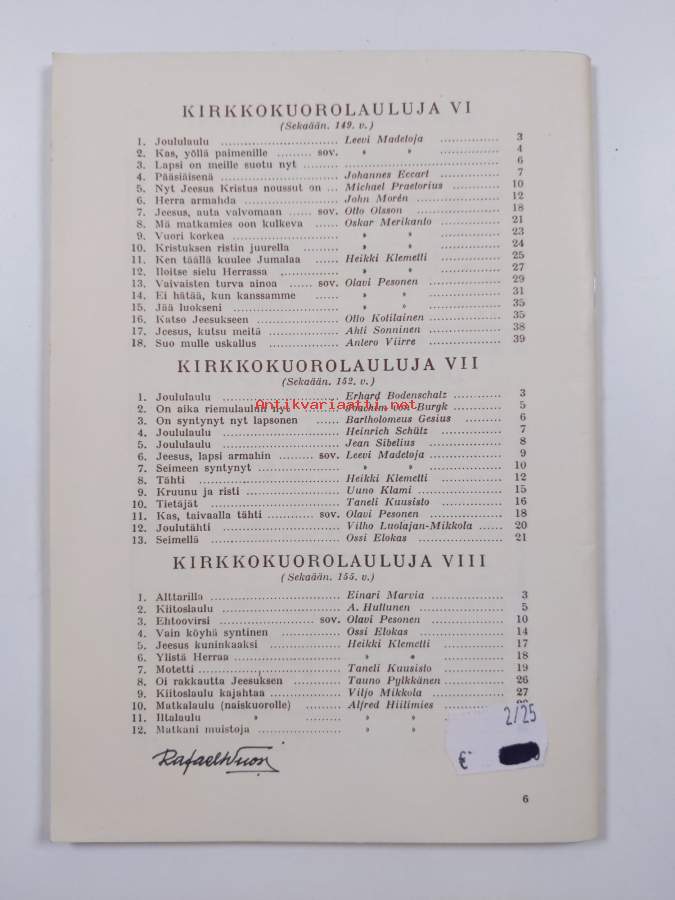 KIRKKOKUOROLAULUJA VI
(Sekaään. 149. v.)
1. Joululaulu ........ Leevi Madetoja ........ 3
2. Kas, yöllä paimenille ........ sov. » » ........ 4
3. Lapsi on meille suotu nyt ........ 6
4. Pääsiäisenä ........ Johannes Eccart ........ 7
5. Nyt Jeesus Kristus noussut on ... Michael Praetorius ........ 10
6. Herra armahda ........ John Morén ........ 12
7. Jeesus, auta valvomaan ...... sov. Otto Olsson ........ 18
8. Mä matkamies oon kulkeva ...... Oskar Merikanto ........ 21
9. Vuori korkea ........ » » ........ 23
10. Kristuksen ristin juurella ........ » » ........ 24
11. Ken täällä kuulee Jumalaa ...... Heikki Klemetti ........ 25
12. Iloitse sielu Herrassa ........ » » ........ 27
13. Vaivaisten turva ainoa ...... sov. Olavi Pesonen ........ 29
14. Ei hätää, kun kanssamme ...... » » ........ 31
15. Jää luokseni ........ » » ........ 35
16. Katso Jeesukseen ........ Otto Kotilainen ........ 35
17. Jeesus, kutsu meitä ........ Ahti Sonninen ........ 38
18. Suo mulle uskallus ........ Antero Viirre ........ 39
KIRKKOKUOROLAULUJA VII
(Sekaään. 152. v.)
1. Joululaulu ........ Erhard Bodenschatz ........ 3
2. On aika riemulaulun nyt ........ Joachim von Burgk ........ 5
Antikvariaatti.net
3. On syntynyt nyt lapsonen ...... Bartholomeus Gesius ........ 6
4. Joululaulu ........ Heinrich Schütz ........ 7
5. Joululaulu ........ Jean Sibelius ........ 8
6. Jeesus, lapsi armahin ...... sov. Leevi Madetoja ........ 9
7. Seimeen syntynyt ........ » » ........ 10
8. Tähti ........ Heikki Klemetti ........ 12
9. Kruunu ja risti ........ Uuno Klami ........ 15
10. Tietäjät ........ Taneli Kuusisto ........ 16
11. Kas, taivaalla tähti ........ sov. Olavi Pesonen ........ 18
12. Joulutähti ........ Vilho Luolajan-Mikkola ...... 20
13. Seimellä ........ Ossi Elokas ........ 21
KIRKKOKUOROLAULUJA VIII
(Sekaään. 155. v.)
1. Alttarilla ........ Einari Marvia ........ 3
2. Kiitoslaulu ........ A. Hultunen ........ 5
3. Ehtoovirsi ........ sov. Olavi Pesonen ........ 10
4. Vain köyhä syntinen ........ Ossi Elokas ........ 14
5. Jeesus kuninkaaksi ........ Heikki Klemetti ........ 17
6. Ylistä Herraa ........ » » ........ 18
7. Motetti ........ Taneli Kuusisto ........ 19
8. Oi rakkautta Jeesuksen ........ Tauno Pylkkänen ........ 26
9. Kiitoslaulu kajahtaa ........ Viljo Mikkola ........ 27
10. Matkalaulu (naiskuorolle) ...... Alfred Hiilimies ........
11. Iltalaulu » ........ » » ........
12. Matkani muistoja ........ » » ........
2/25
€
6